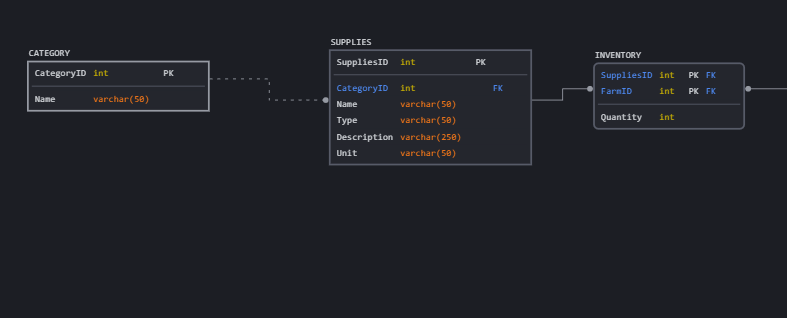 CATEGORY
CategoryID int PK
Name varchar(50)
SUPPLIES
SuppliesID int PK
CategoryID int FK
Name varchar(50)
Type varchar(50)
Description varchar(250)
Unit varchar(50)
INVENTORY
SuppliesID int PK FK
FarmID int PK FK
Quantity int